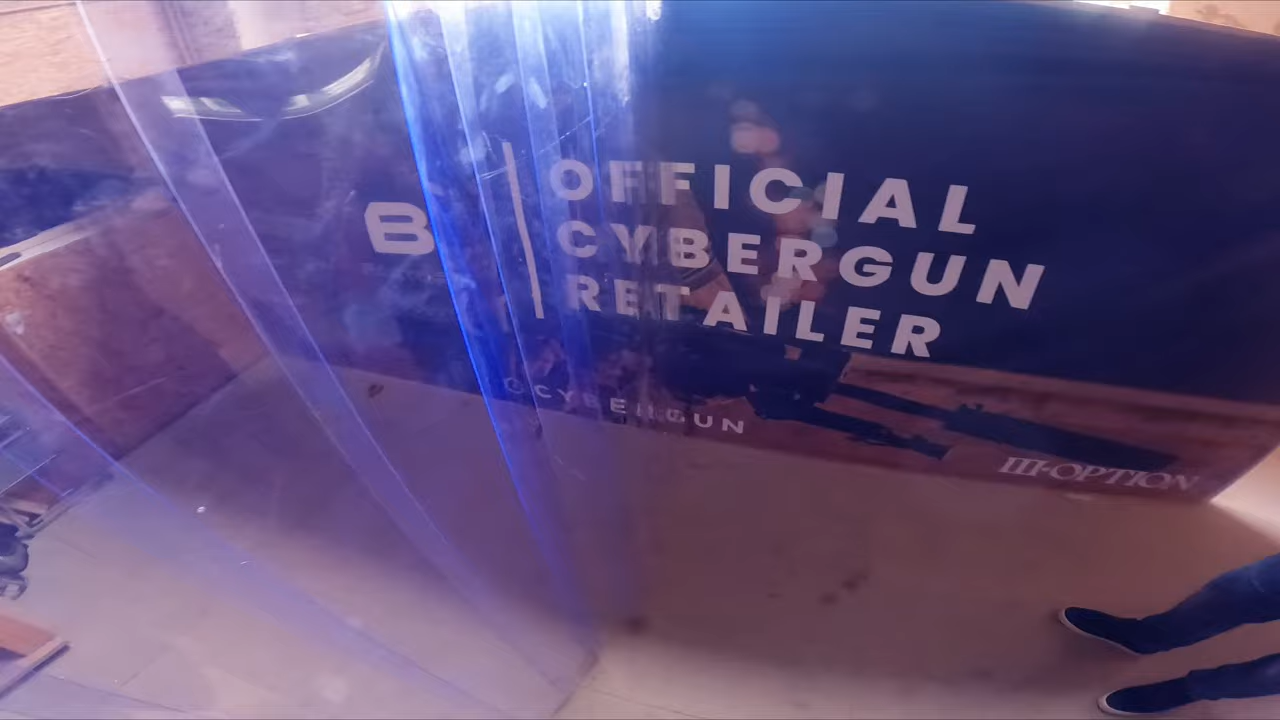 B
OFFICIAL
CYBERGUN
RETAILER
CYBERGUN
III-OPTION